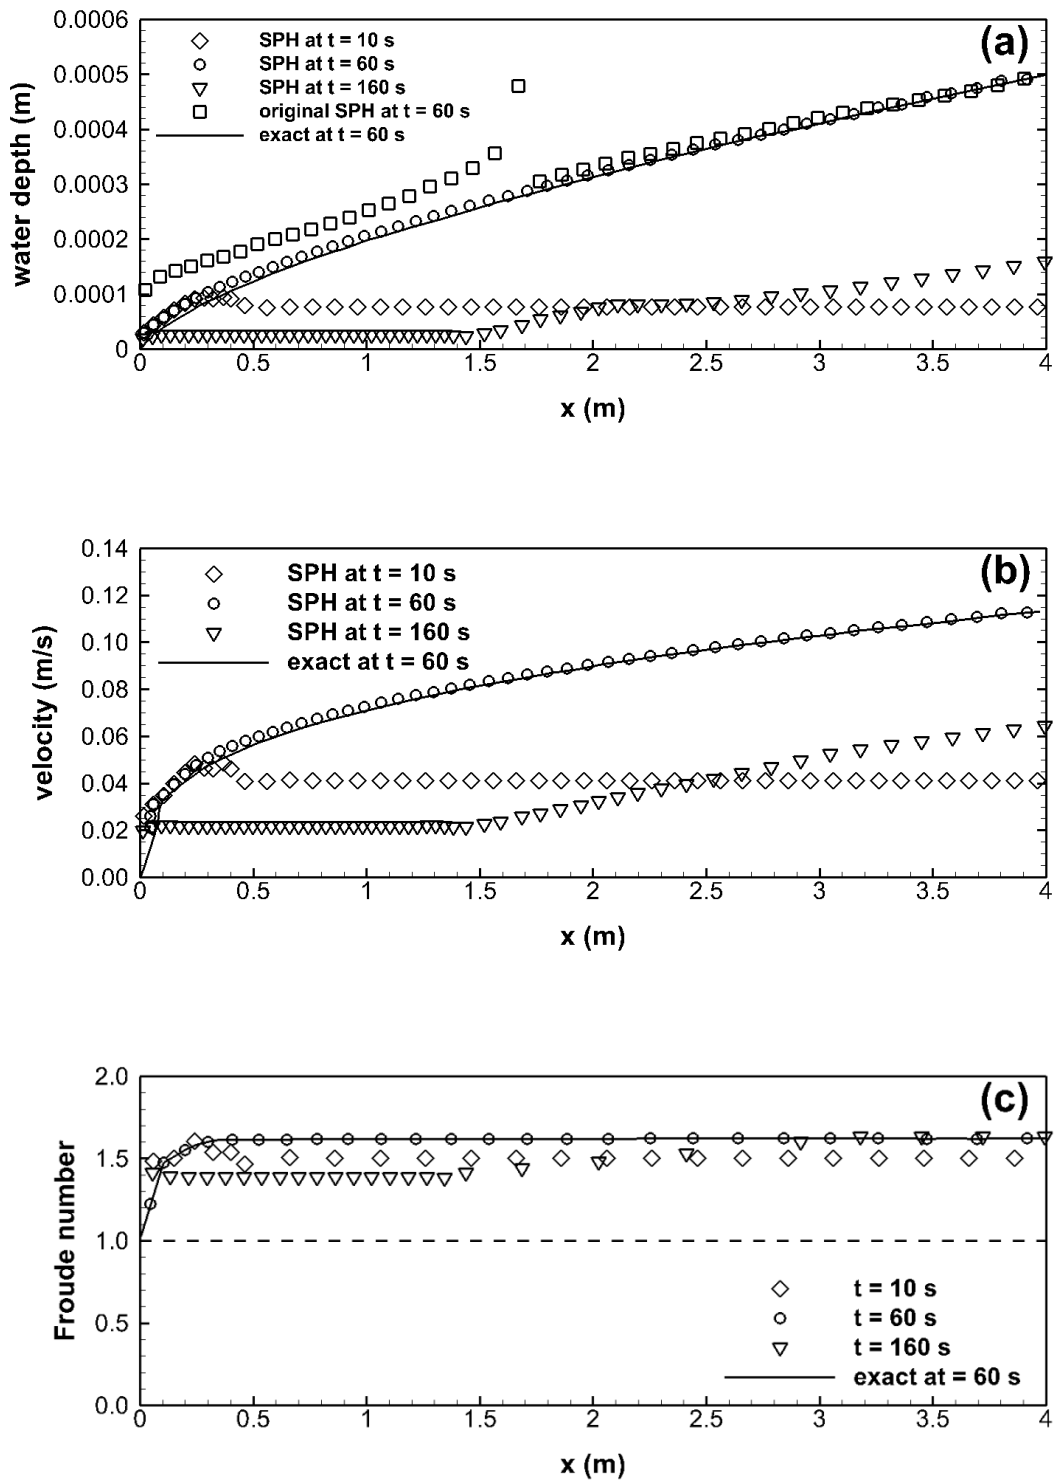 0.0006
(a)
SPH at t = 10 s
SPH at t = 60 s
SPH at t = 160 s
original SPH at t = 60 s
exact at t = 60 s
0.0005
0.0004
0.0003
0.0002
0.0001
0
water depth (m)
0 0.5 1 1.5 2 2.5 3 3.5 4
x (m)
0.14
(b)
SPH at t = 10 s
SPH at t = 60 s
SPH at t = 160 s
exact at t = 60 s
0.12
0.10
0.08
0.06
0.04
0.02
0.00
velocity (m/s)
0 0.5 1 1.5 2 2.5 3 3.5 4
x (m)
2.0
(c)
1.5
1.0
0.5
0.0
Froude number
t = 10 s
t = 60 s
t = 160 s
exact at = 60 s
0 0.5 1 1.5 2 2.5 3 3.5 4
x (m)